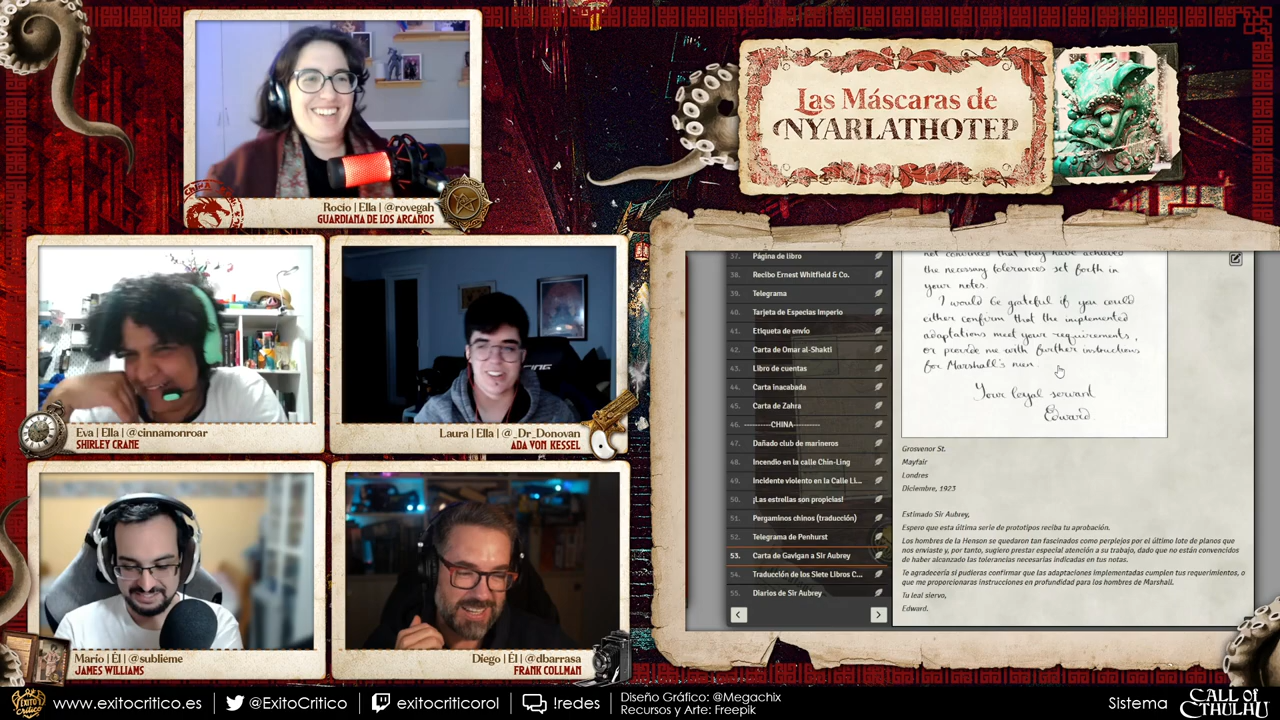 Rocío | Ella | @rovegah
GUARDIANA DE LOS ARCANOS
Eva | Ella | @cinnamonroar
SHIRLEY CRANE
Laura | Ella | @_Dr_Donovan
ADA VON KESSEL
Mario | Él | @sublieme
JAMES WILLIAMS
Diego | Él | @dbarrasa
FRANK COLLMAN
Las Máscaras de
NYARLATHOTEP
37. Página de libro
38. Recibo Ernest Whitfield & Co.
39. Telegrama
40. Tarjeta de Especias Imperio
41. Etiqueta de envío
42. Carta de Omar al-Shakti
43. Libro de cuentas
44. Carta inacabada
45. Carta de Zahra
46. ----------CHINA----------
47. Dañado club de marineros
48. Incendio en la calle Chin-Ling
49. Incidente violento en la Calle Li...
50. ¡Las estrellas son propicias!
51. Pergaminos chinos (traducción)
52. Telegrama de Penhurst
53. Carta de Gavigan a Sir Aubrey
54. Traducción de los Siete Libros C...
55. Diarios de Sir Aubrey
not convinced that they have achieved
the necessary tolerances set forth in
your notes.
I would be grateful if you could
either confirm that the implemented
adaptations meet your requirements,
or provide me with further instructions
for Marshall's men.
Your loyal servant
Edward
Grosvenor St.
Mayfair
Londres
Diciembre, 1923
Estimado Sir Aubrey,
Espero que esta última serie de prototipos reciba tu aprobación.
Los hombres de la Henson se quedaron tan fascinados como perplejos por el último lote de planos que
nos enviaste y, por tanto, sugiero prestar especial atención a su trabajo, dado que no están convencidos
de haber alcanzado las tolerancias necesarias indicadas en tus notas.
Te agradecería si pudieras confirmar que las adaptaciones implementadas cumplen tus requerimientos, o
que me proporcionaras instrucciones en profundidad para los hombres de Marshall.
Tu leal siervo,
Edward.
ÉXITO
CRÍTICO
www.exitocritico.es
@ExitoCritico
exitocriticorol
!redes
Diseño Gráfico: @Megachix
Recursos y Arte: Freepik
Sistema
CALL of
CTHULHU